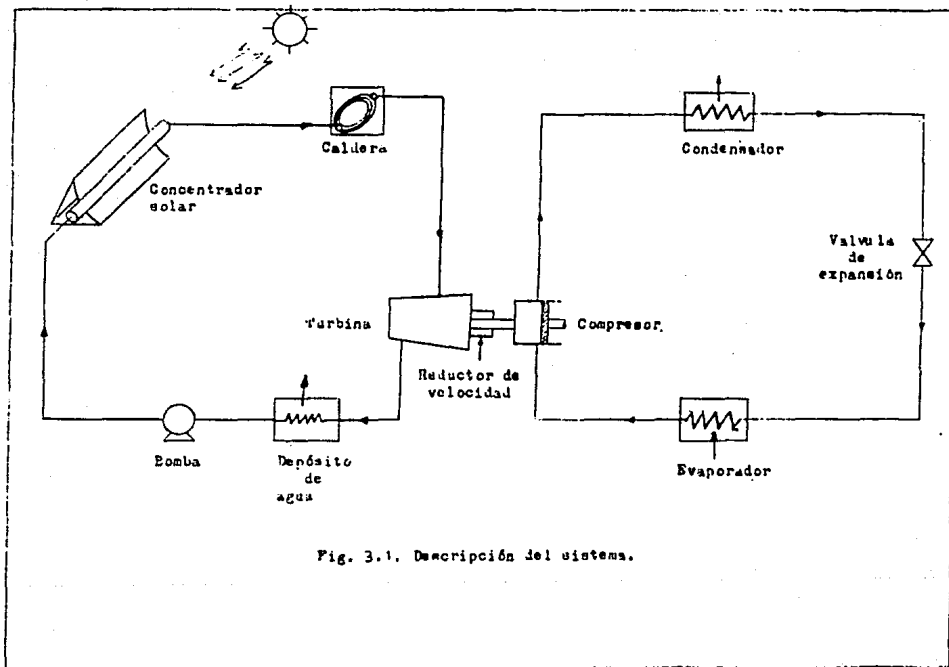 Caldera
Condensador
Concentrador
solar
Valvula
de
expansión
Turbina
Compresor.
Reductor de
velocidad
Bomba
Depósito
de
agua
Evaporador
Fig. 3.1. Descripción del sistema.